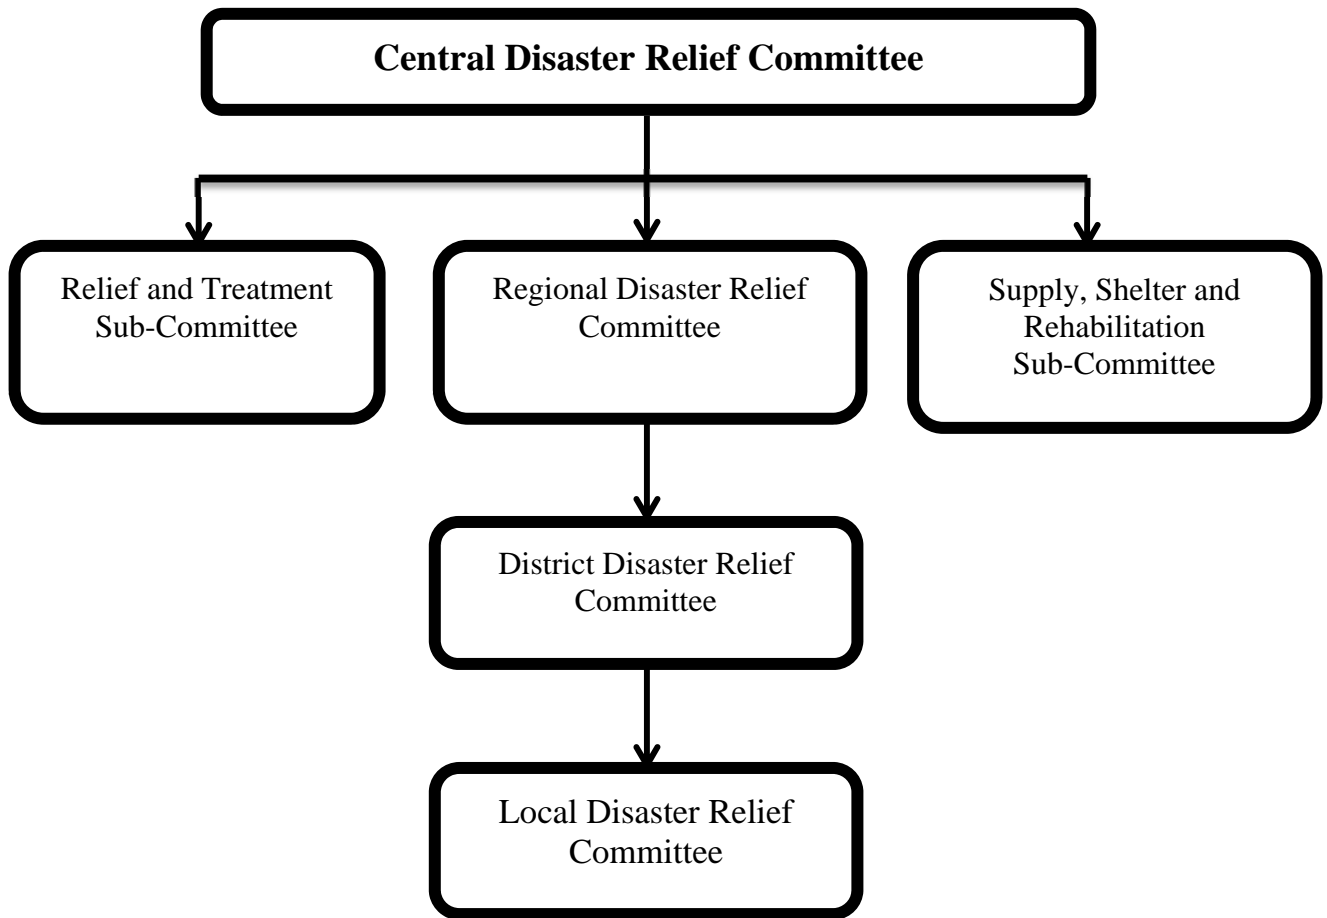 Central Disaster Relief Committee
Relief and Treatment
Sub-Committee
Regional Disaster Relief
Committee
Supply, Shelter and
Rehabilitation
Sub-Committee
District Disaster Relief
Committee
Local Disaster Relief
Committee